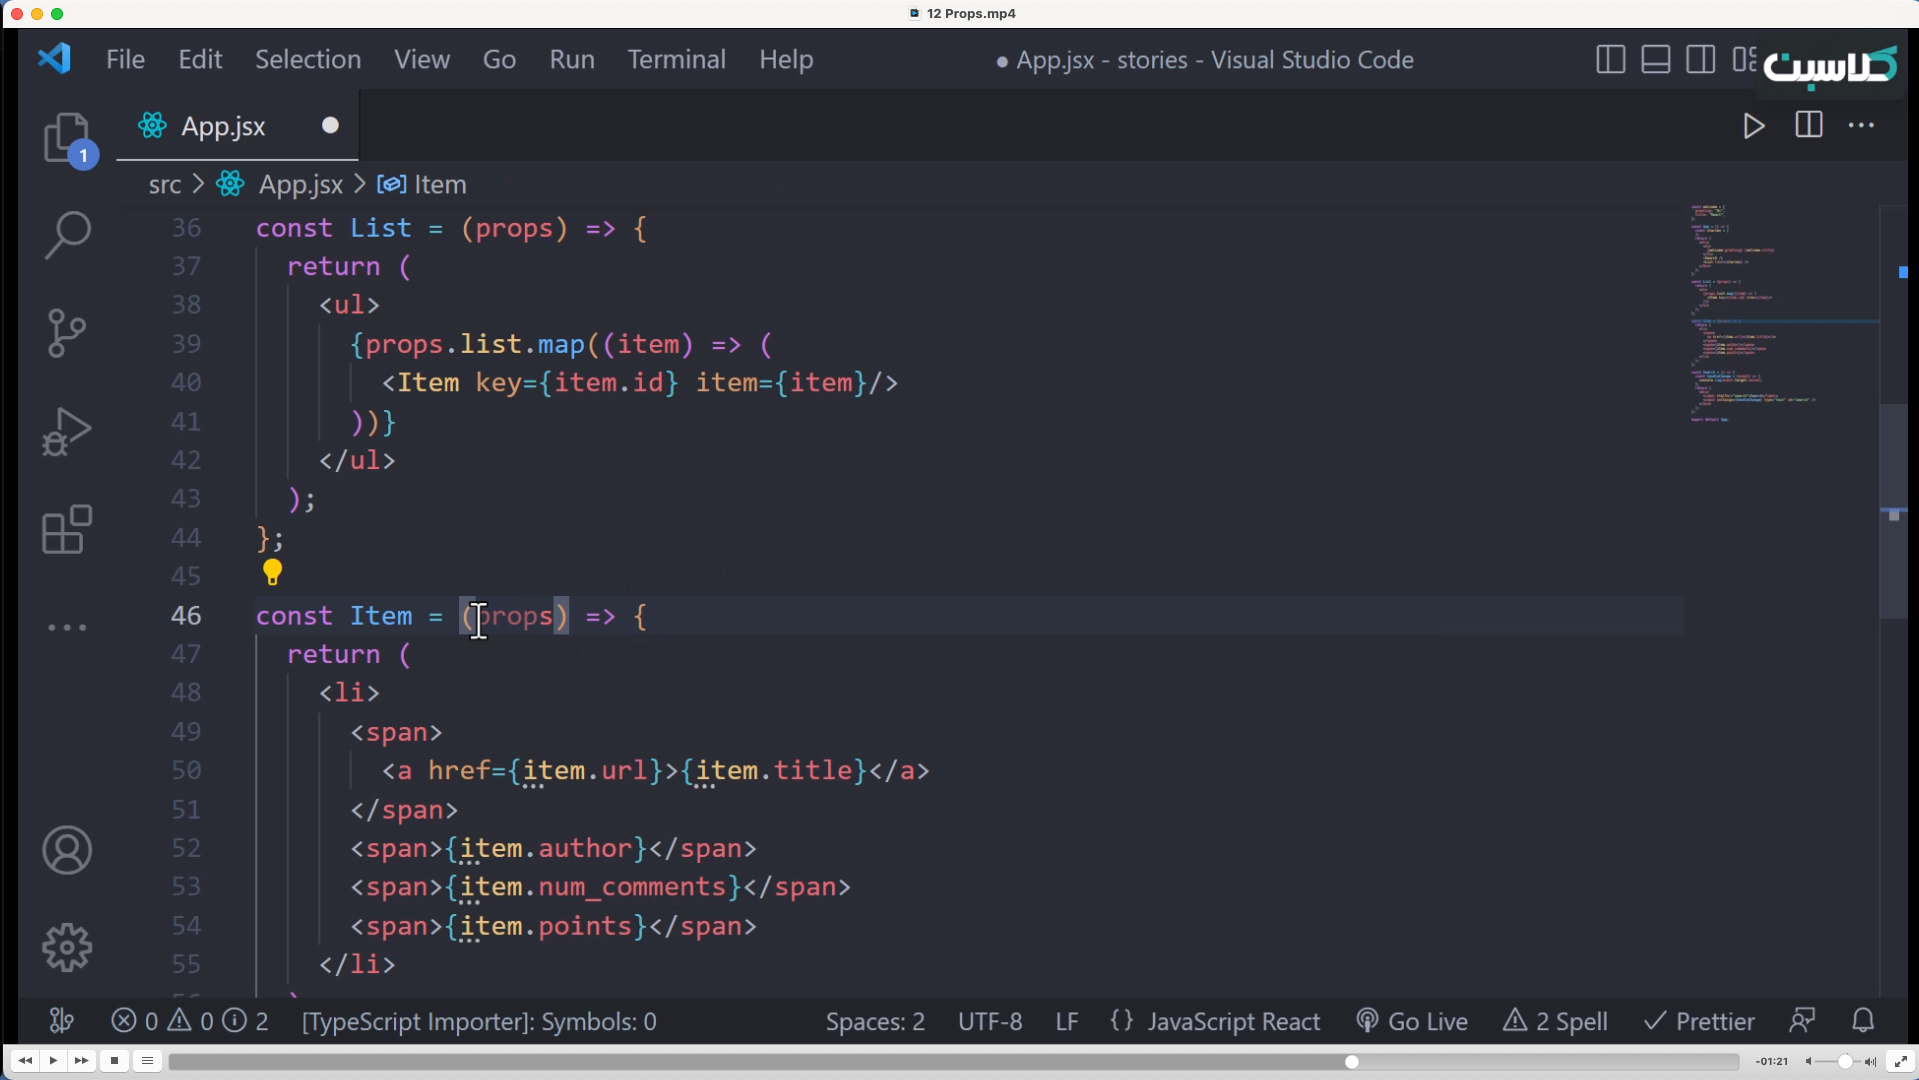 12 Props.mp4
File Edit Selection View Go Run Terminal Help ● App.jsx - stories - Visual Studio Code
کلاسیت
App.jsx
1
src > App.jsx > Item
36 const List = (props) => {
37 return (
38 <ul>
39 {props.list.map((item) => (
40 <Item key={item.id} item={item}/>
41 ))}
42 </ul>
43 );
44 };
45
46 const Item = (props) => {
47 return (
48 <li>
49 <span>
50 <a href={item.url}>{item.title}</a>
51 </span>
52 <span>{item.author}</span>
53 <span>{item.num_comments}</span>
54 <span>{item.points}</span>
55 </li>
0 0 2 [TypeScript Importer]: Symbols: 0 Spaces: 2 UTF-8 LF {} JavaScript React Go Live 2 Spell Prettier
-01:21